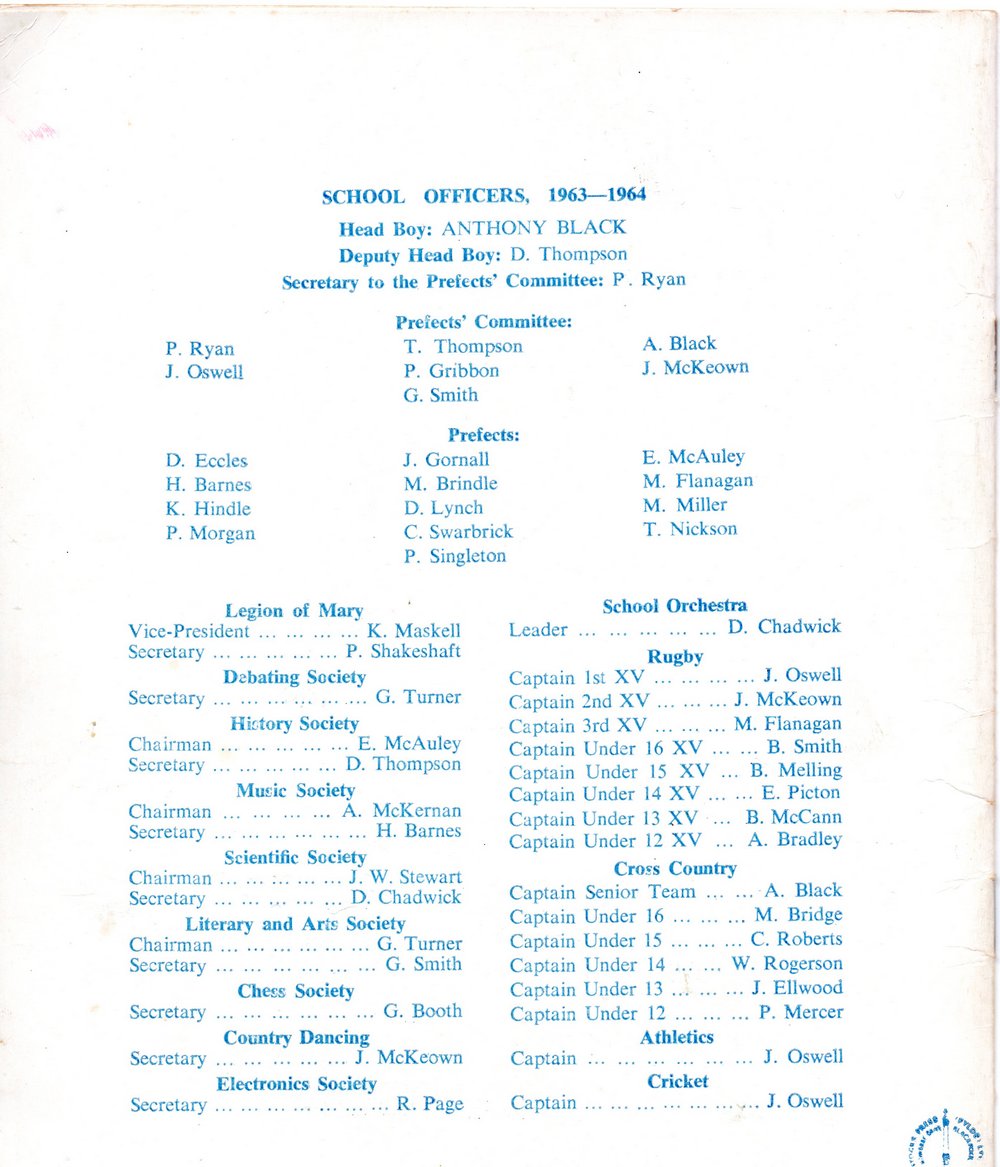 SCHOOL OFFICERS, 1963—1964
Head Boy: ANTHONY BLACK
Deputy Head Boy: D. Thompson
Secretary to the Prefects' Committee: P. Ryan
Prefects' Committee:
P. Ryan T. Thompson A. Black
J. Oswell P. Gribbon J. McKeown
G. Smith
Prefects:
D. Eccles J. Gornall E. McAuley
H. Barnes M. Brindle M. Flanagan
K. Hindle D. Lynch M. Miller
P. Morgan C. Swarbrick T. Nickson
P. Singleton
Legion of Mary
Vice-President ... ... ... ... K. Maskell
Secretary ... ... ... ... ... P. Shakeshaft
Debating Society
Secretary ... ... ... ... ... ... G. Turner
History Society
Chairman ... ... ... ... ... E. McAuley
Secretary ... ... ... ... ... D. Thompson
Music Society
Chairman ... ... ... ... A. McKernan
Secretary ... ... ... ... ... ... H. Barnes
Scientific Society
Chairman ... ... ... ... ... J. W. Stewart
Secretary ... ... ... ... ... D. Chadwick
Literary and Arts Society
Chairman ... ... ... ... ... ... G. Turner
Secretary ... ... ... ... ... ... G. Smith
Chess Society
Secretary ... ... ... ... ... ... G. Booth
Country Dancing
Secretary ... ... ... ... ... J. McKeown
Electronics Society
Secretary ... ... ... ... ... ... ... R. Page
School Orchestra
Leader ... ... ... ... ... D. Chadwick
Rugby
Captain 1st XV ... ... ... ... J. Oswell
Captain 2nd XV ... ... ... J. McKeown
Captain 3rd XV ... ... ... M. Flanagan
Captain Under 16 XV ... ... B. Smith
Captain Under 15 XV ... B. Melling
Captain Under 14 XV ... ... E. Picton
Captain Under 13 XV ... B. McCann
Captain Under 12 XV ... A. Bradley
Cross Country
Captain Senior Team ... ... A. Black
Captain Under 16 ... ... ... M. Bridge
Captain Under 15 ... ... ... C. Roberts
Captain Under 14 ... ... W. Rogerson
Captain Under 13 ... ... ... J. Ellwood
Captain Under 12 ... ... ... P. Mercer
Athletics
Captain ... ... ... ... ... ... J. Oswell
Cricket
Captain ... ... ... ... ... ... J. Oswell